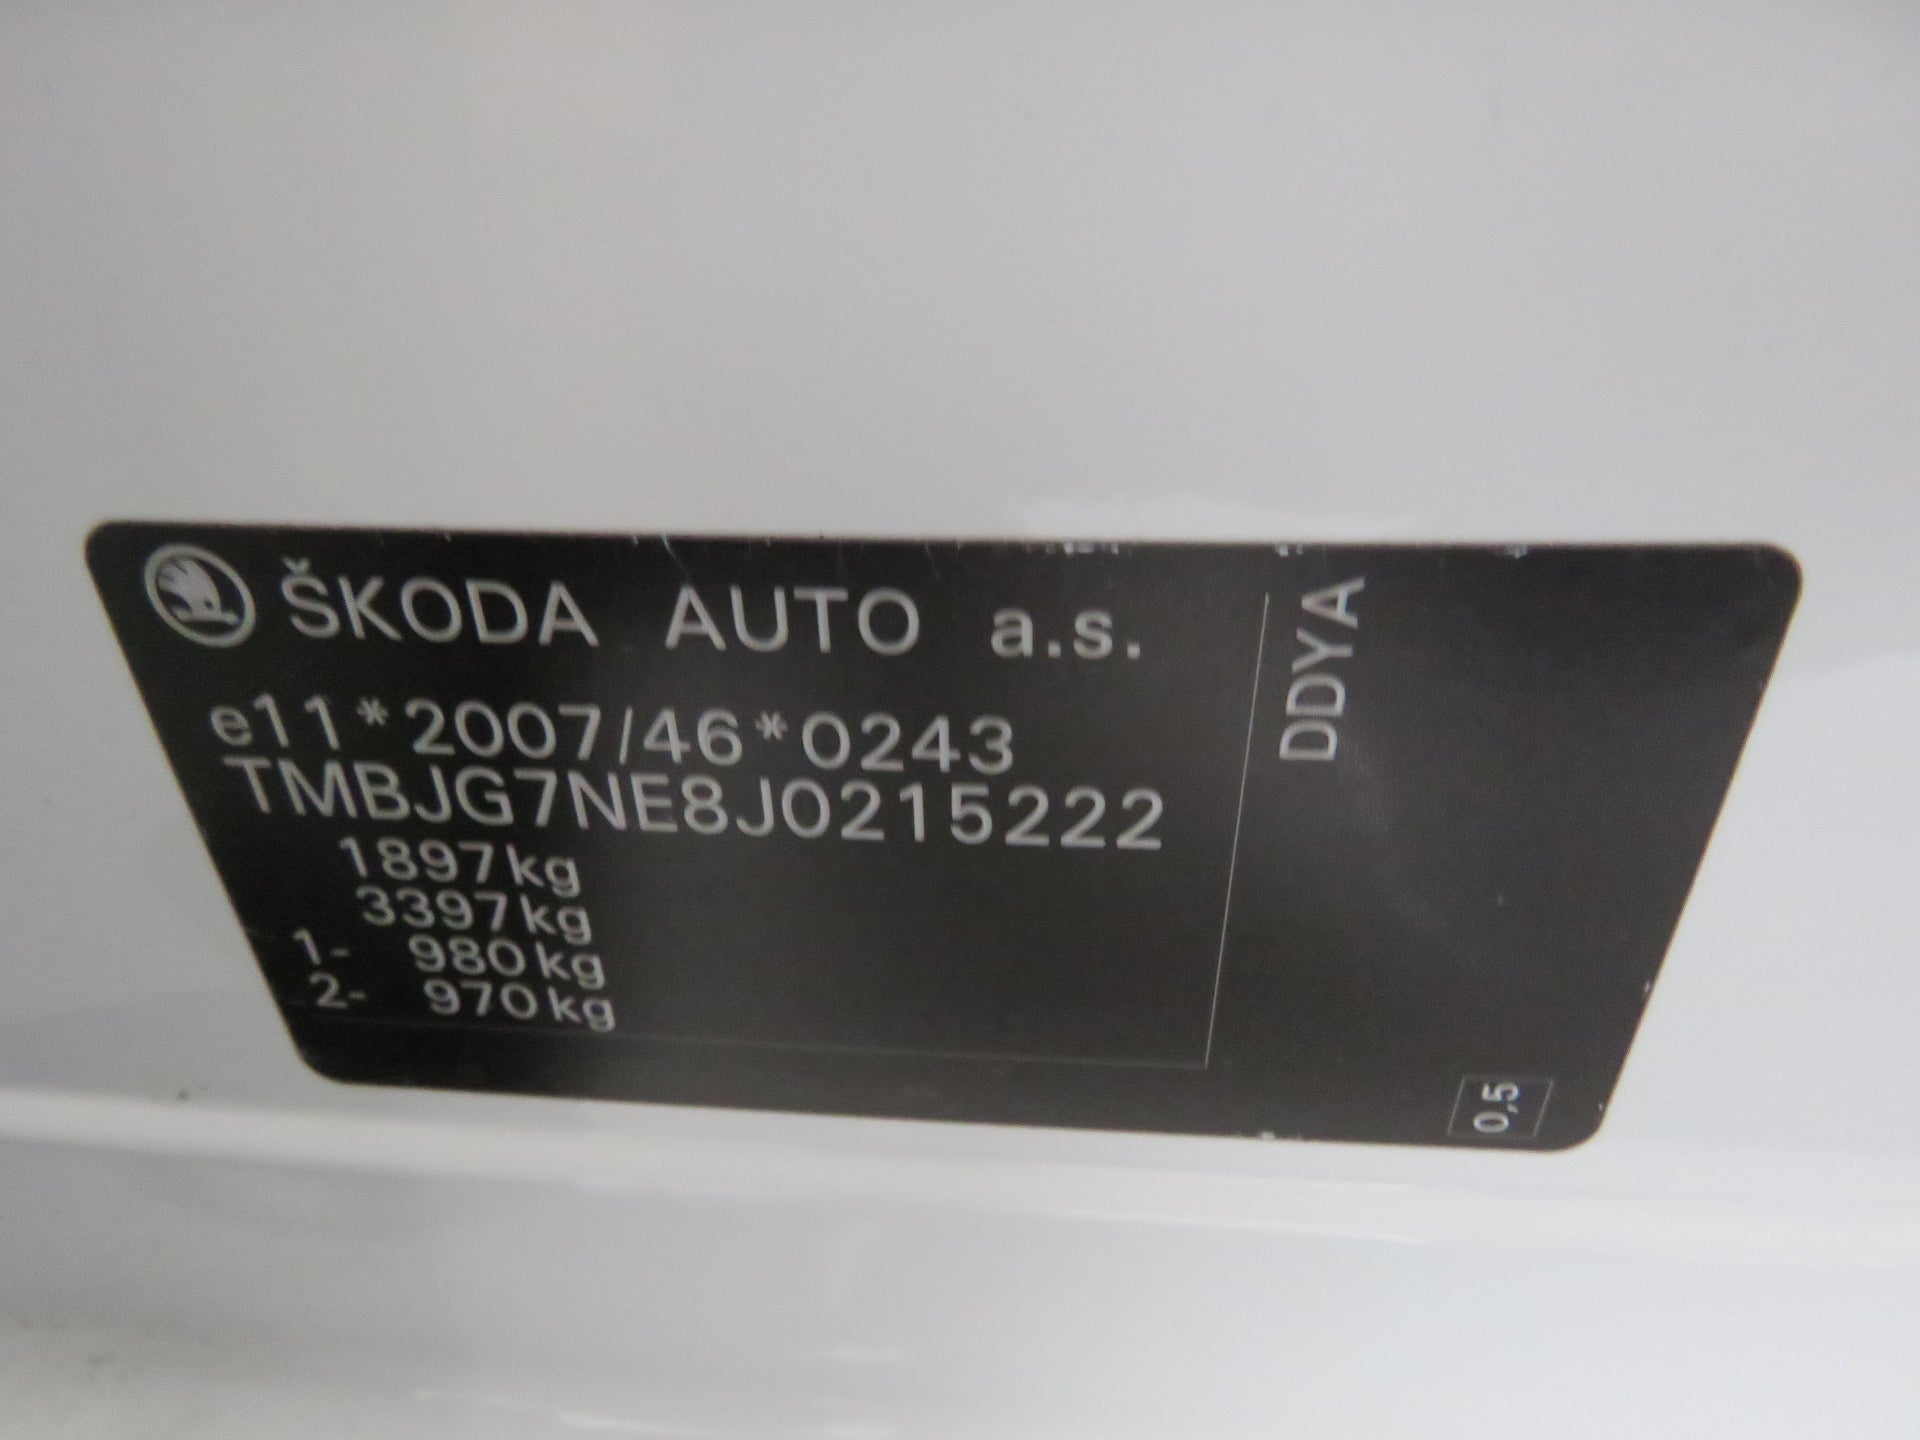 ŠKODA AUTO a.s.
e11*2007/46*0243
TMBJG7NE8J0215222
1897kg
3397kg
1- 980kg
2- 970kg
DDYA
0,5